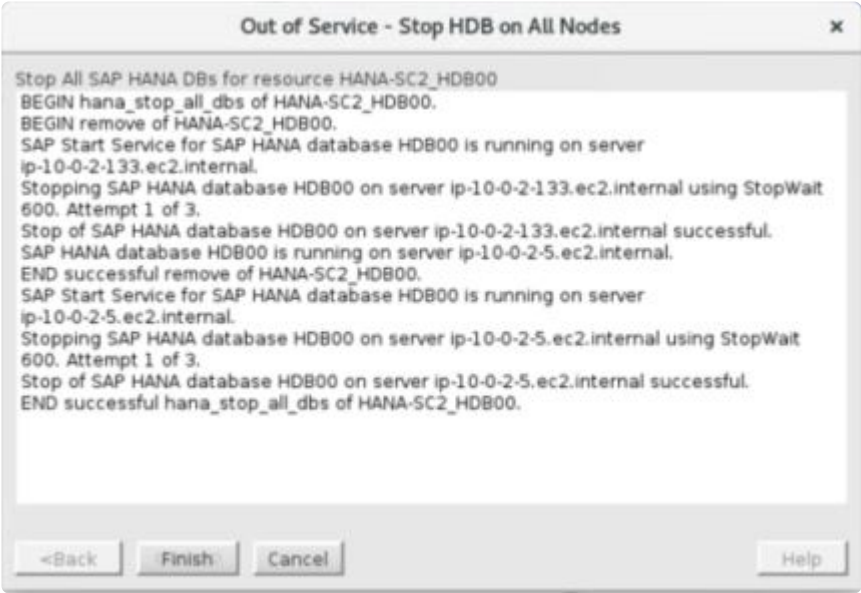 Out of Service - Stop HDB on All Nodes ×
Stop All SAP HANA DBs for resource HANA-SC2_HDB00
BEGIN hana_stop_all_dbs of HANA-SC2_HDB00.
BEGIN remove of HANA-SC2_HDB00.
SAP Start Service for SAP HANA database HDB00 is running on server
ip-10-0-2-133.ec2.internal.
Stopping SAP HANA database HDB00 on server ip-10-0-2-133.ec2.internal using StopWait
600. Attempt 1 of 3.
Stop of SAP HANA database HDB00 on server ip-10-0-2-133.ec2.internal successful.
SAP HANA database HDB00 is running on server ip-10-0-2-5.ec2.internal.
END successful remove of HANA-SC2_HDB00.
SAP Start Service for SAP HANA database HDB00 is running on server
ip-10-0-2-5.ec2.internal.
Stopping SAP HANA database HDB00 on server ip-10-0-2-5.ec2.internal using StopWait
600. Attempt 1 of 3.
Stop of SAP HANA database HDB00 on server ip-10-0-2-5.ec2.internal successful.
END successful hana_stop_all_dbs of HANA-SC2_HDB00.
<Back Finish Cancel Help